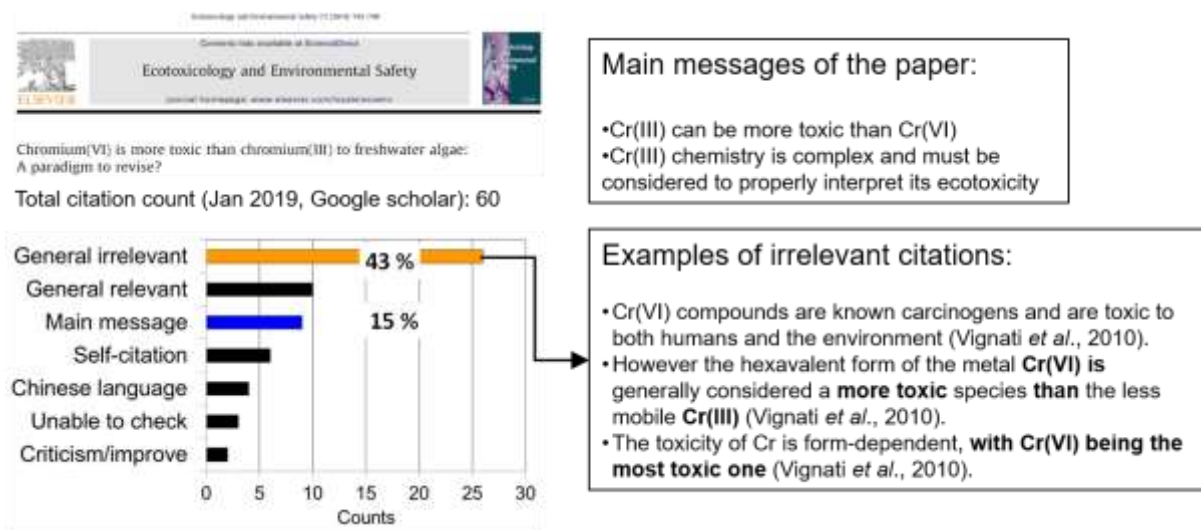 Contents lists available at ScienceDirect
Ecotoxicology and Environmental Safety
ELSEVIER
Chromium(VI) is more toxic than chromium(III) to freshwater algae:
A paradigm to revise?
Total citation count (Jan 2019, Google scholar): 60
General irrelevant
General relevant
Main message
Self-citation
Chinese language
Unable to check
Criticism/improve
43 %
15 %
0 5 10 15 20 25 30
Counts
Main messages of the paper:
•Cr(III) can be more toxic than Cr(VI)
•Cr(III) chemistry is complex and must be
considered to properly interpret its ecotoxicity
Examples of irrelevant citations:
•Cr(VI) compounds are known carcinogens and are toxic to
both humans and the environment (Vignati et al., 2010).
•However the hexavalent form of the metal Cr(VI) is
generally considered a more toxic species than the less
mobile Cr(III) (Vignati et al., 2010).
•The toxicity of Cr is form-dependent, with Cr(VI) being the
most toxic one (Vignati et al., 2010).